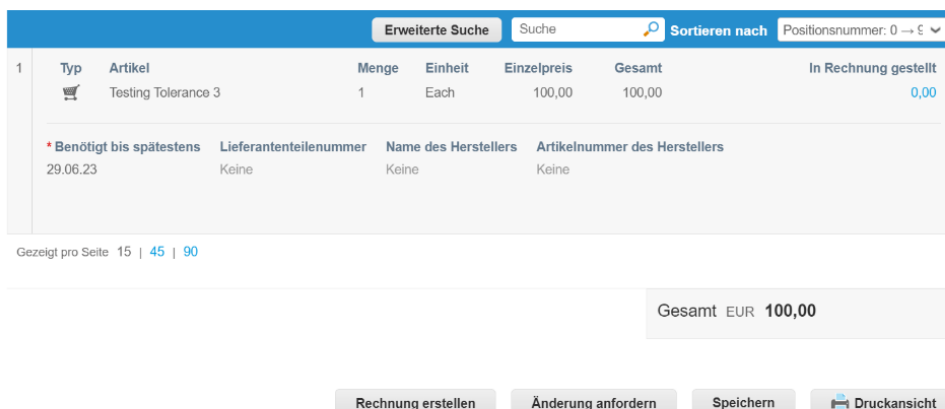 Erweiterte Suche Suche Sortieren nach Positionsnummer: 0 → 9
1 Typ Artikel Menge Einheit Einzelpreis Gesamt In Rechnung gestellt
Testing Tolerance 3 1 Each 100,00 100,00 0,00
* Benötigt bis spätestens Lieferantenteilenummer Name des Herstellers Artikelnummer des Herstellers
29.06.23 Keine Keine Keine
Gezeigt pro Seite 15 | 45 | 90
Gesamt EUR 100,00
Rechnung erstellen Änderung anfordern Speichern Druckansicht